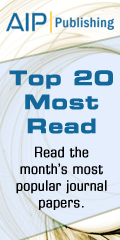 AIP | Publishing
Top 20
Most
Read
Read the
month's most
popular journal
papers.